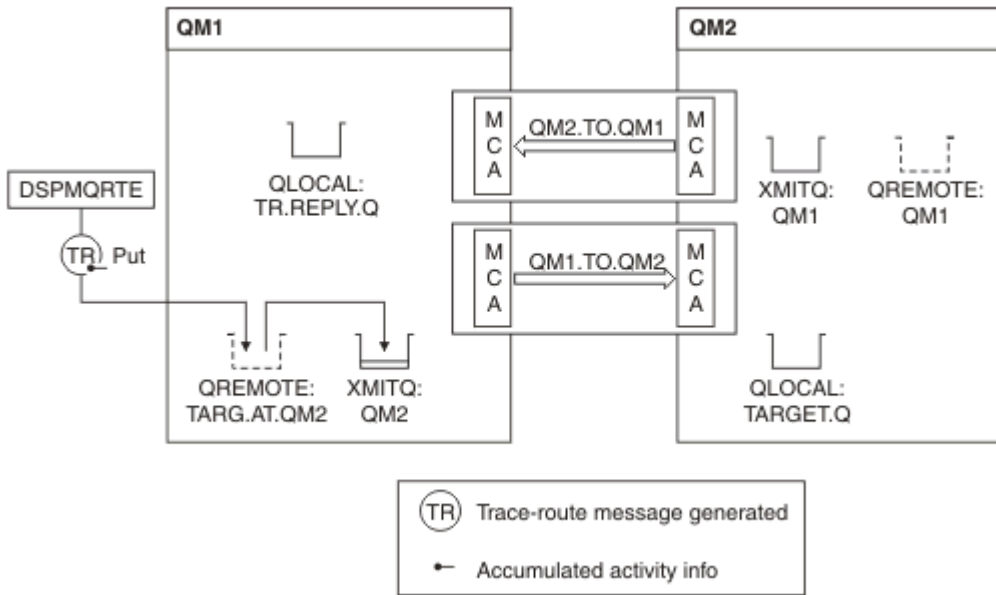 QM1
QM2
M
C
A
QM2.TO.QM1
M
C
A
QLOCAL:
TR.REPLY.Q
XMITQ:
QM1
QREMOTE:
QM1
DSPMQRTE
TR
Put
M
C
A
QM1.TO.QM2
M
C
A
QREMOTE:
TARG.AT.QM2
XMITQ:
QM2
QLOCAL:
TARGET.Q
TR Trace-route message generated
Accumulated activity info